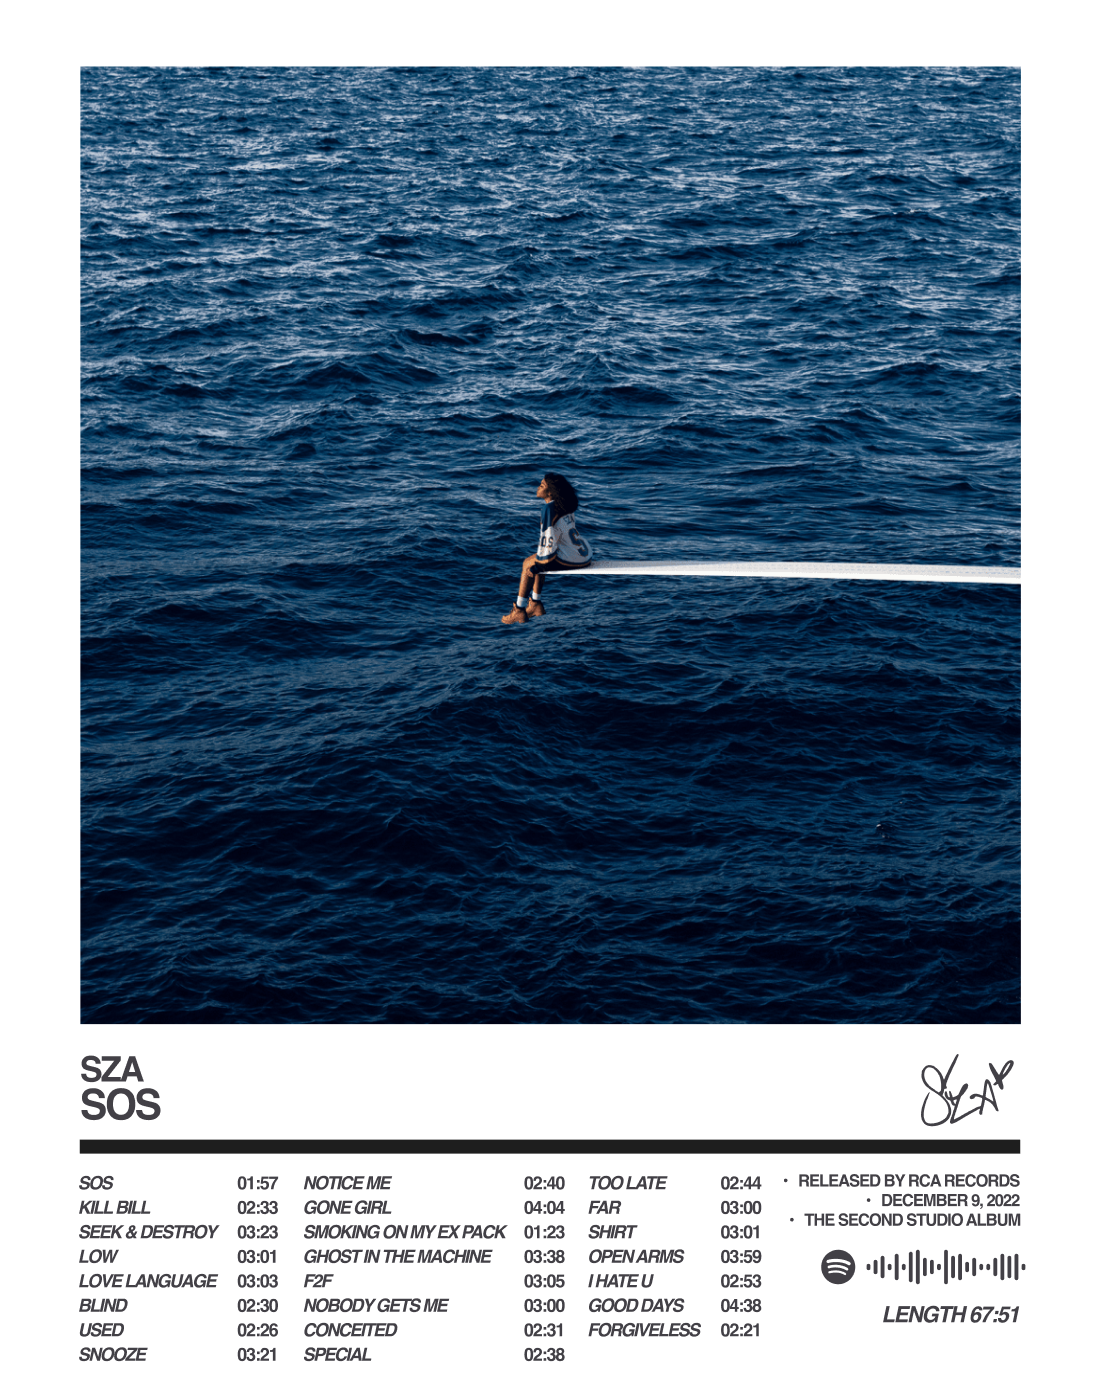 SZA
SOS
SOS 01:57
KILL BILL 02:33
SEEK & DESTROY 03:23
LOW 03:01
LOVE LANGUAGE 03:03
BLIND 02:30
USED 02:26
SNOOZE 03:21
NOTICE ME 02:40
GONE GIRL 04:04
SMOKING ON MY EX PACK 01:23
GHOST IN THE MACHINE 03:38
F2F 03:05
NOBODY GETS ME 03:00
CONCEITED 02:31
SPECIAL 02:38
TOO LATE 02:44
FAR 03:00
SHIRT 03:01
OPEN ARMS 03:59
I HATE U 02:53
GOOD DAYS 04:38
FORGIVELESS 02:21
• RELEASED BY RCA RECORDS
• DECEMBER 9, 2022
• THE SECOND STUDIO ALBUM
LENGTH 67:51